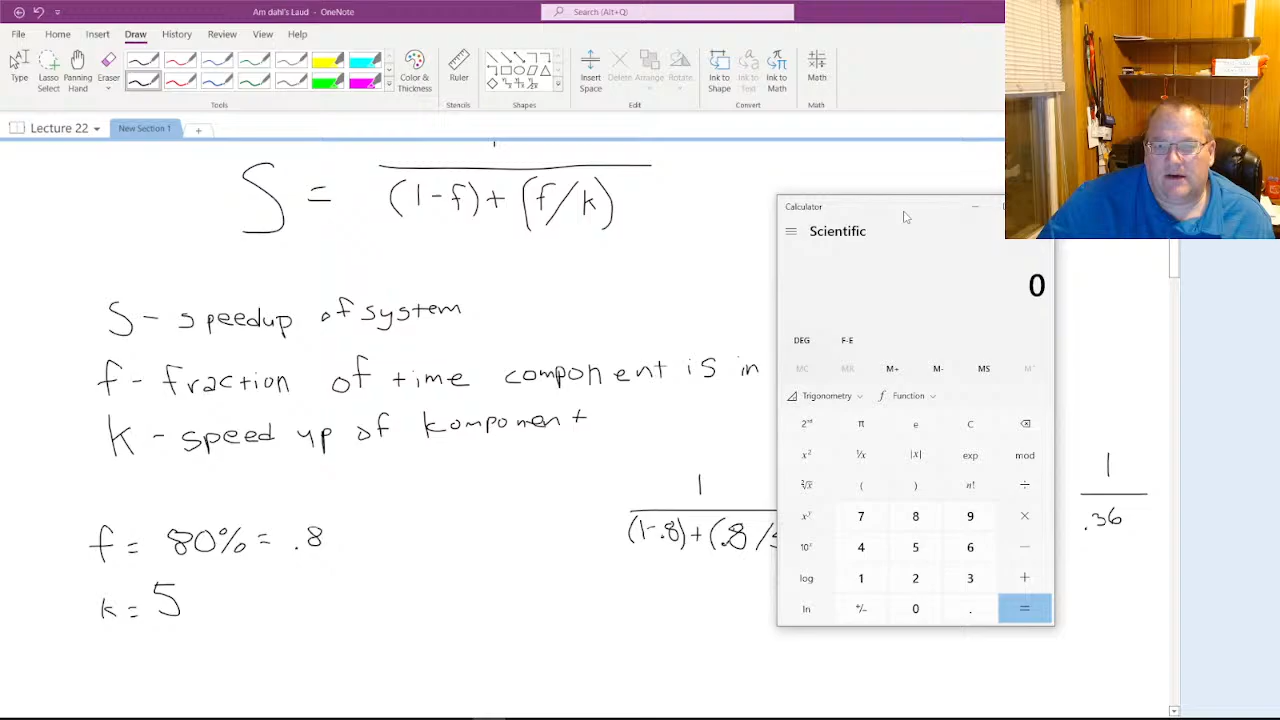 Am dahl's Laud - OneNote
Search (Alt+Q)
File Home Insert Draw History Review View Help
Type Lasso Select Panning Hand Eraser Color & Thickness Ruler Insert Space Delete Arrange Rotate Ink to Shape Ink to Math Math
Tools Stencils Shapes Edit Convert Math
Lecture 22 New Section 1 +
S = (1-f)+(f/k)
S - speedup of system
f - fraction of time component is in
K - speed up of komponent
f = 80% = .8
k = 5
1
(1-.8)+(.8/
1
.36
Calculator
Scientific
0
DEG F-E
MC MR M+ M- MS M˅
Trigonometry Function
2ⁿᵈ π e C
x² ¹/x |x| exp mod
²√x ( ) n! ÷
xʸ 7 8 9 ×
10ˣ 4 5 6 −
log 1 2 3 +
ln +/- 0 . =